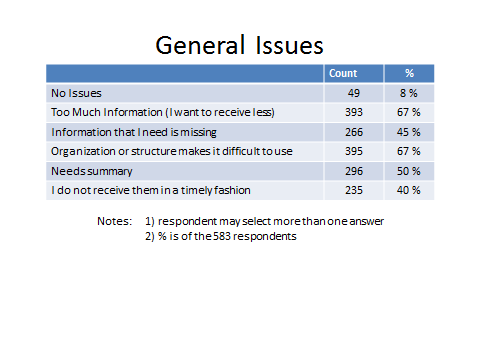 General Issues
Count %
No Issues 49 8 %
Too Much Information (I want to receive less) 393 67 %
Information that I need is missing 266 45 %
Organization or structure makes it difficult to use 395 67 %
Needs summary 296 50 %
I do not receive them in a timely fashion 235 40 %
Notes: 1) respondent may select more than one answer
2) % is of the 583 respondents